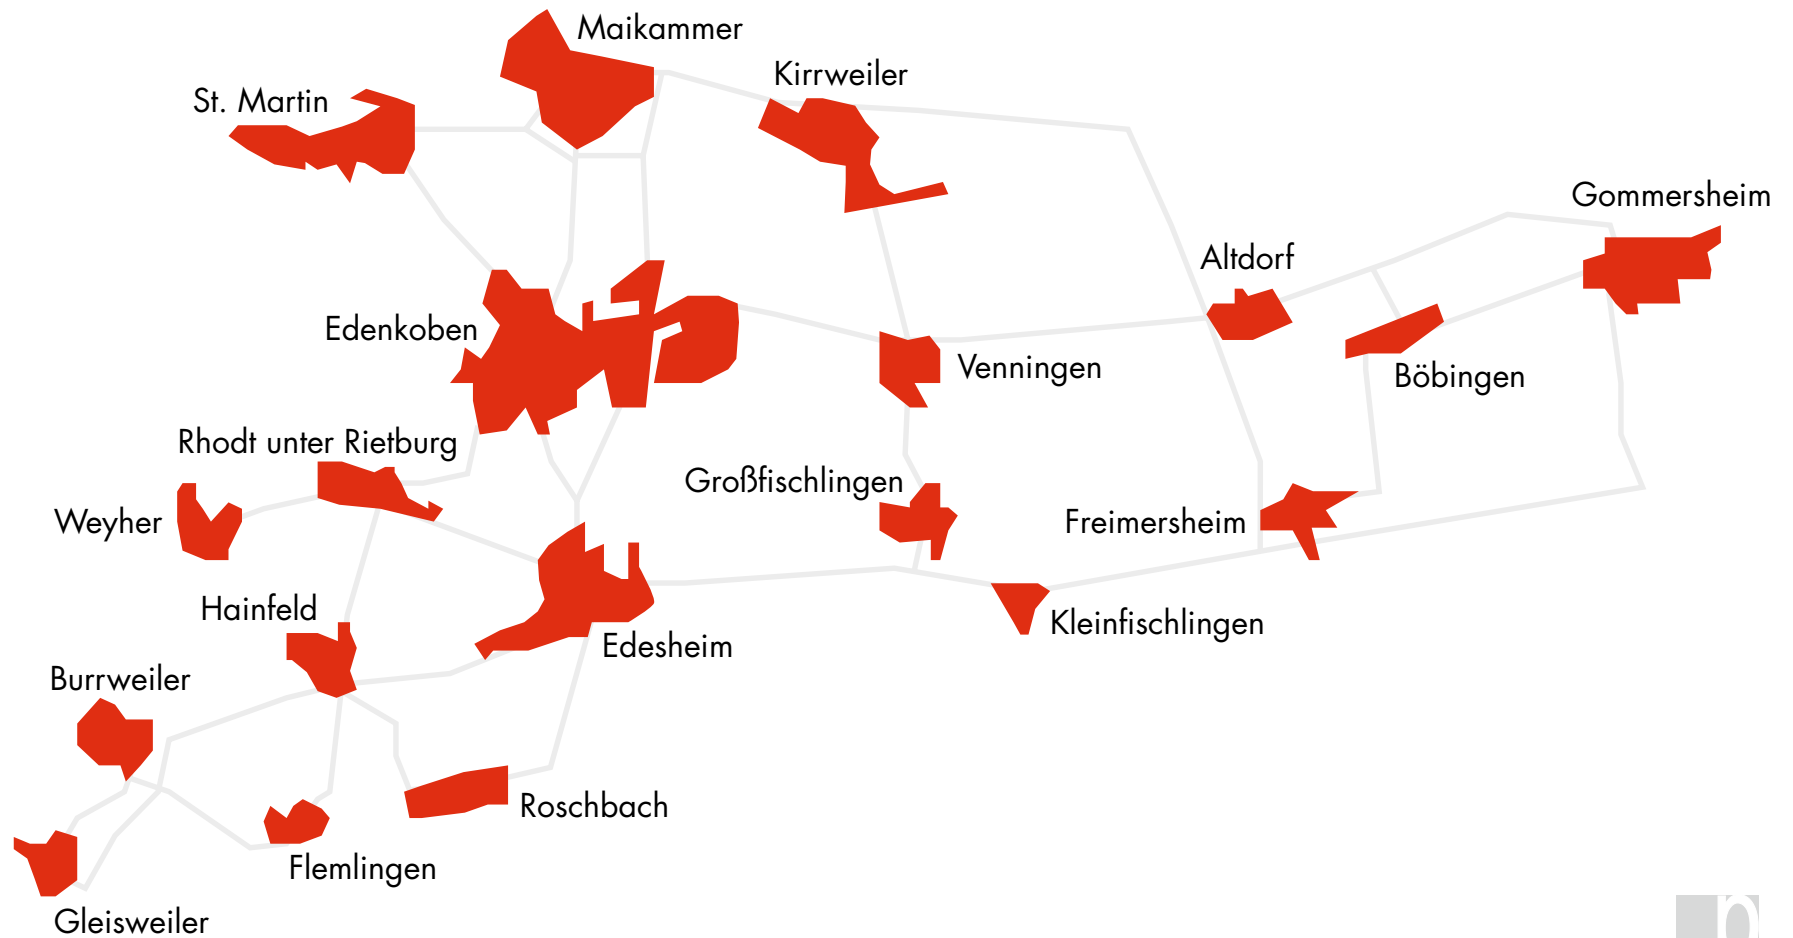 Maikammer
Kirrweiler
St. Martin
Gommersheim
Altdorf
Edenkoben
Venningen
Böbingen
Rhodt unter Rietburg
Großfischlingen
Weyher
Freimersheim
Hainfeld
Kleinfischlingen
Edesheim
Burrweiler
Roschbach
Flemlingen
Gleisweiler